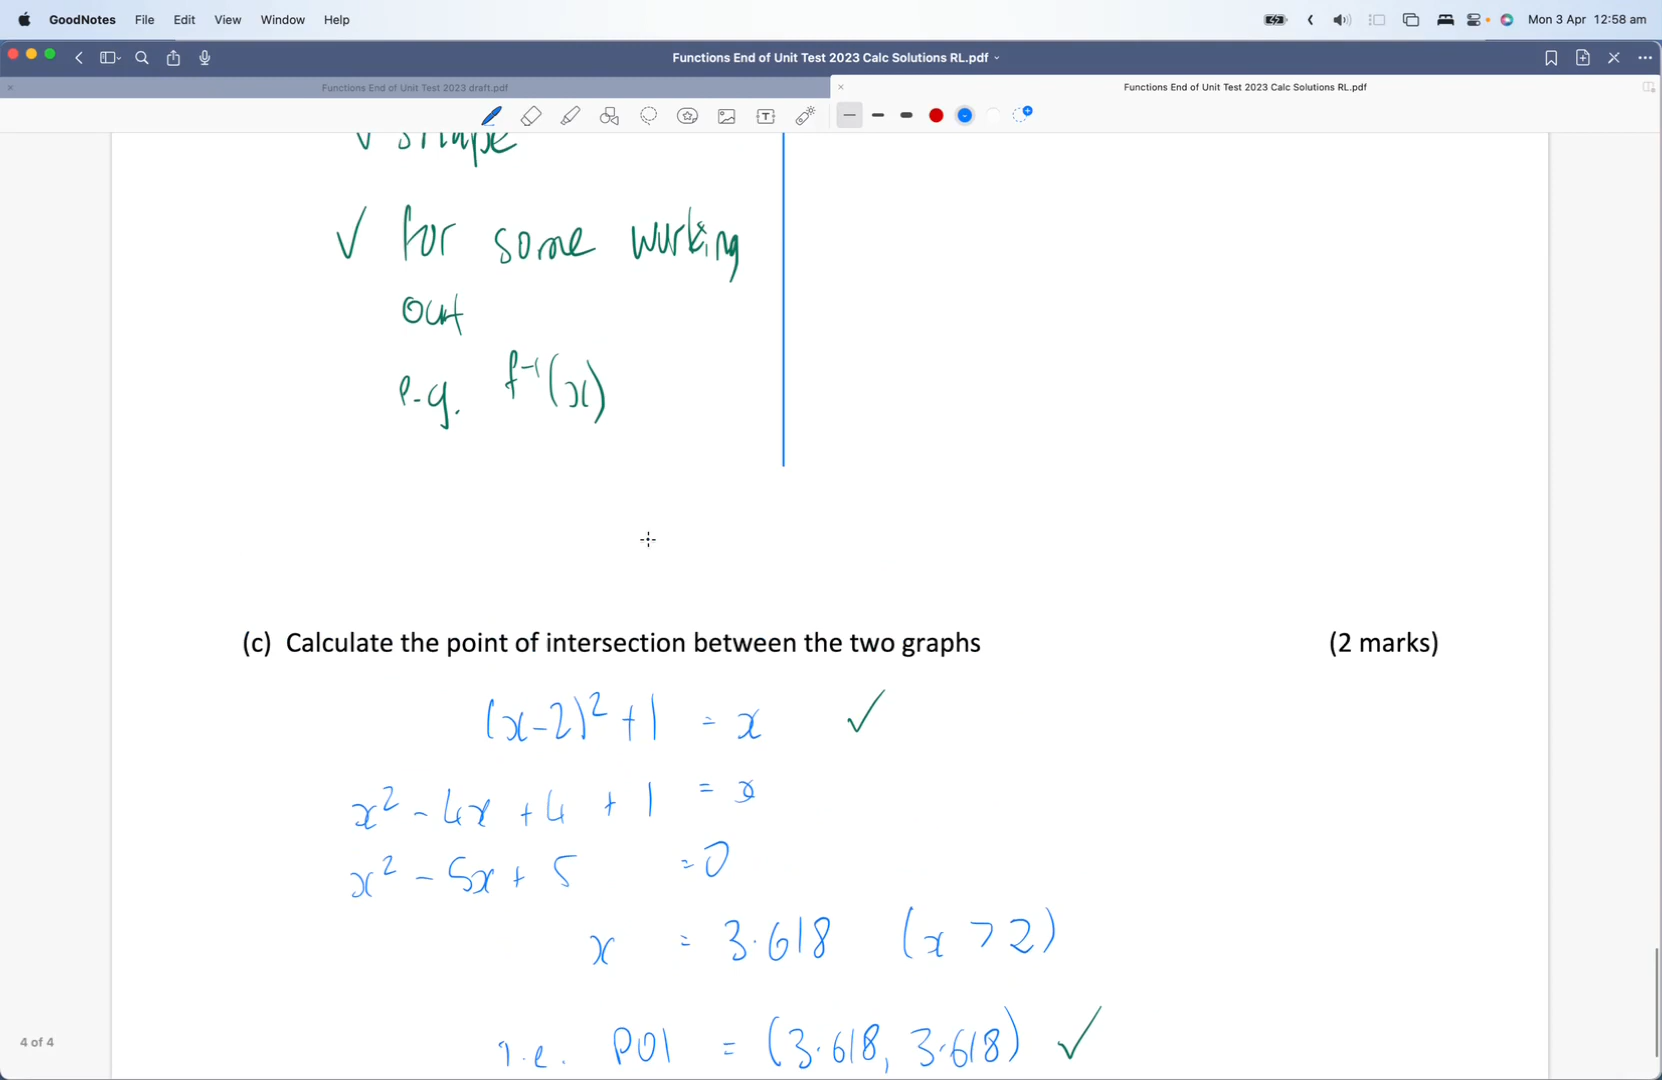 GoodNotes File Edit View Window Help Mon 3 Apr 12:58 am
Functions End of Unit Test 2023 Calc Solutions RL.pdf
Functions End of Unit Test 2023 draft.pdf
Functions End of Unit Test 2023 Calc Solutions RL.pdf
✓ shape
✓ for some working
out
e.g. f⁻¹(x)
(c) Calculate the point of intersection between the two graphs (2 marks)
(x-2)² + 1 = x ✓
x² - 4x + 4 + 1 = x
x² - 5x + 5 = 0
x = 3.618 (x > 2)
i.e. POI = (3.618, 3.618) ✓
4 of 4